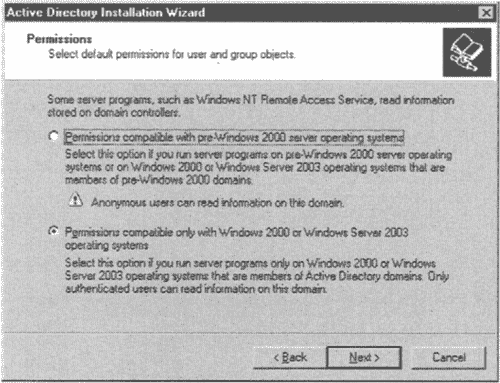 Active Directory Installation Wizard
Permissions
Select default permissions for user and group objects.
Some server programs, such as Windows NT Remote Access Service, read information
stored on domain controllers.
Permissions compatible with pre-Windows 2000 server operating systems
Select this option if you run server programs on pre-Windows 2000 server operating
systems or on Windows 2000 or Windows Server 2003 operating systems that are
members of pre-Windows 2000 domains.
Anonymous users can read information on this domain.
Permissions compatible only with Windows 2000 or Windows Server 2003
operating systems
Select this option if you run server programs only on Windows 2000 or Windows
Server 2003 operating systems that are members of Active Directory domains. Only
authenticated users can read information on this domain.
< Back
Next >
Cancel